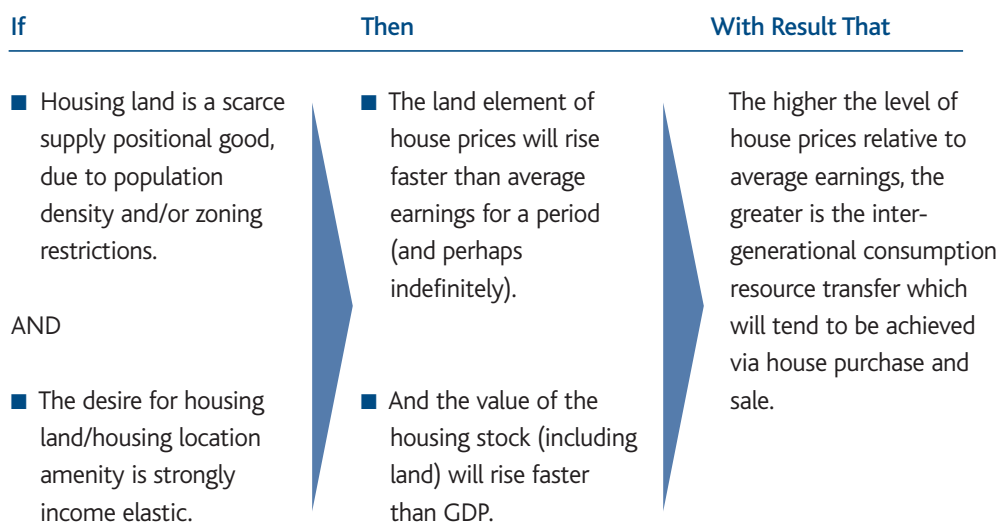 If
Then
With Result That
■ Housing land is a scarce
supply positional good,
due to population
density and/or zoning
restrictions.
AND
■ The desire for housing
land/housing location
amenity is strongly
income elastic.
■ The land element of
house prices will rise
faster than average
earnings for a period
(and perhaps
indefinitely).
■ And the value of the
housing stock (including
land) will rise faster
than GDP.
The higher the level of
house prices relative to
average earnings, the
greater is the inter-
generational consumption
resource transfer which
will tend to be achieved
via house purchase and
sale.